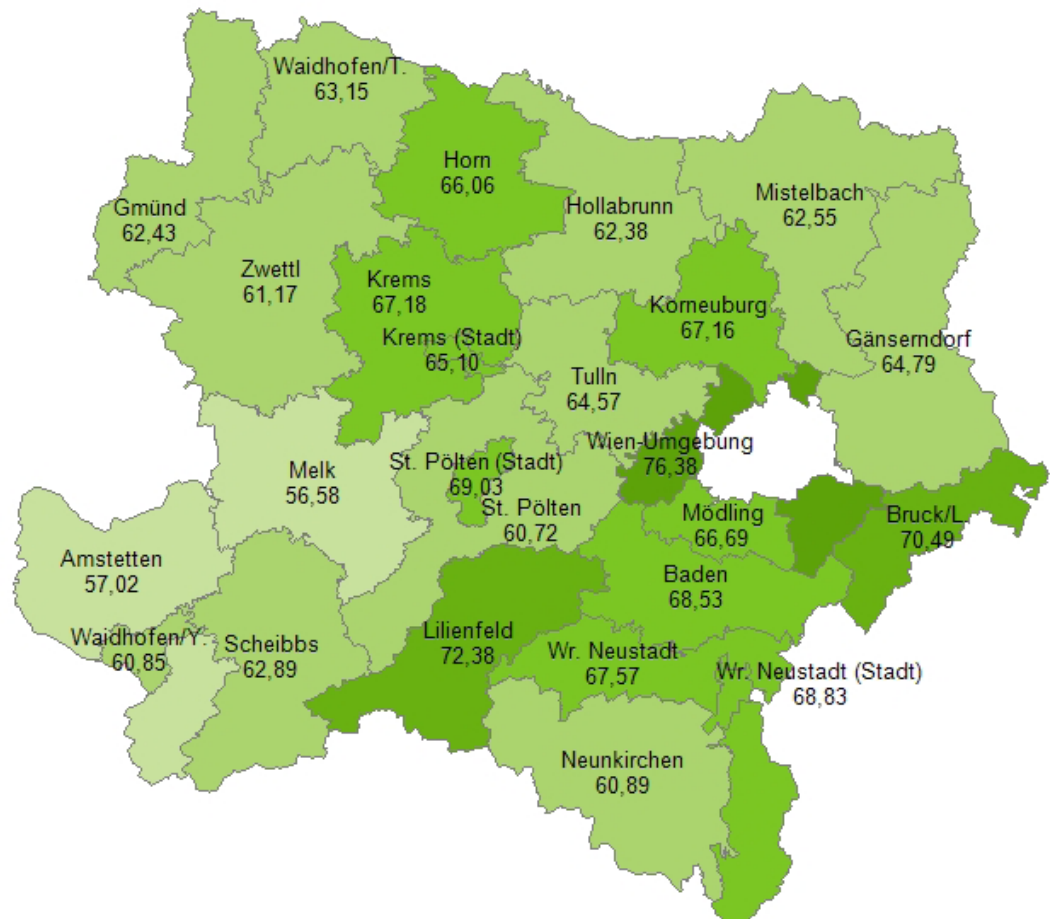 Waidhofen/T.
63,15
Horn
66,06
Mistelbach
62,55
Gmünd
62,43
Hollabrunn
62,38
Zwettl
61,17
Krems
67,18
Korneuburg
67,16
Krems (Stadt)
65,10
Gänserndorf
64,79
Tulln
64,57
Wien-Umgebung
76,38
Melk
56,58
St. Pölten (Stadt)
69,03
St. Pölten
60,72
Mödling
66,69
Bruck/L.
70,49
Amstetten
57,02
Baden
68,53
Waidhofen/Y.
60,85
Scheibbs
62,89
Lilienfeld
72,38
Wr. Neustadt
67,57
Wr. Neustadt (Stadt)
68,83
Neunkirchen
60,89